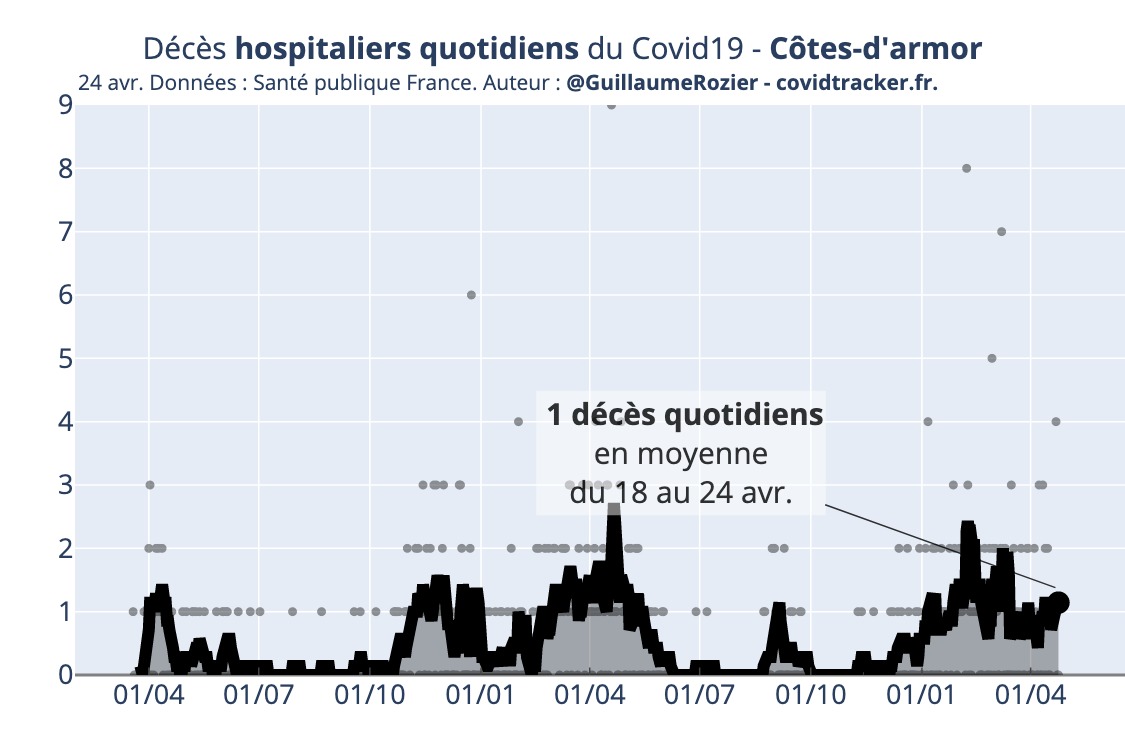 Décès hospitaliers quotidiens du Covid19 - Côtes-d'armor
24 avr. Données : Santé publique France. Auteur : @GuillaumeRozier - covidtracker.fr.
9
8
7
6
5
4
3
2
1
0
1 décès quotidiens
en moyenne
du 18 au 24 avr.
01/04 01/07 01/10 01/01 01/04 01/07 01/10 01/01 01/04